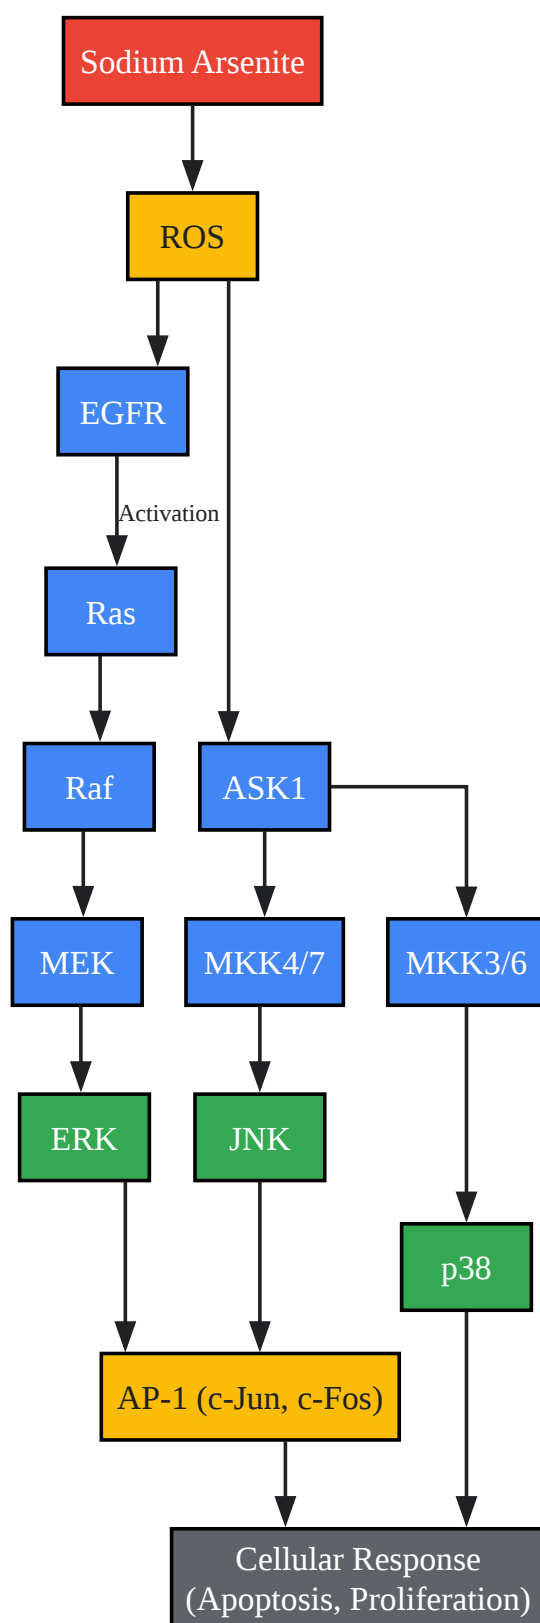 Sodium Arsenite
ROS
EGFR
Activation
Ras
Raf
ASK1
MEK
MKK4/7
MKK3/6
ERK
JNK
p38
AP-1 (c-Jun, c-Fos)
Cellular Response
(Apoptosis, Proliferation)